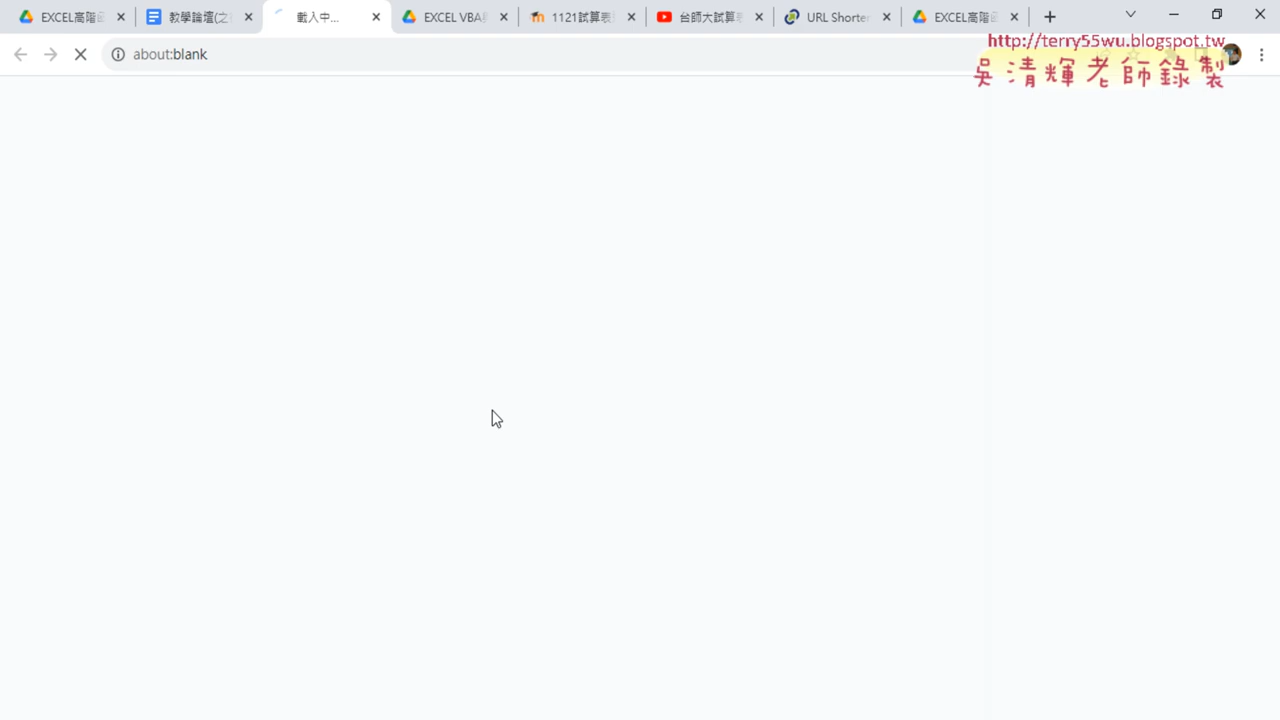 EXCEL高階函
教學論壇(之
載入中...
EXCEL VBA
1121試算表
台師大試算
URL Shorte
EXCEL高階函
about:blank
http://terry55wu.blogspot.tw
吳清輝老師錄製